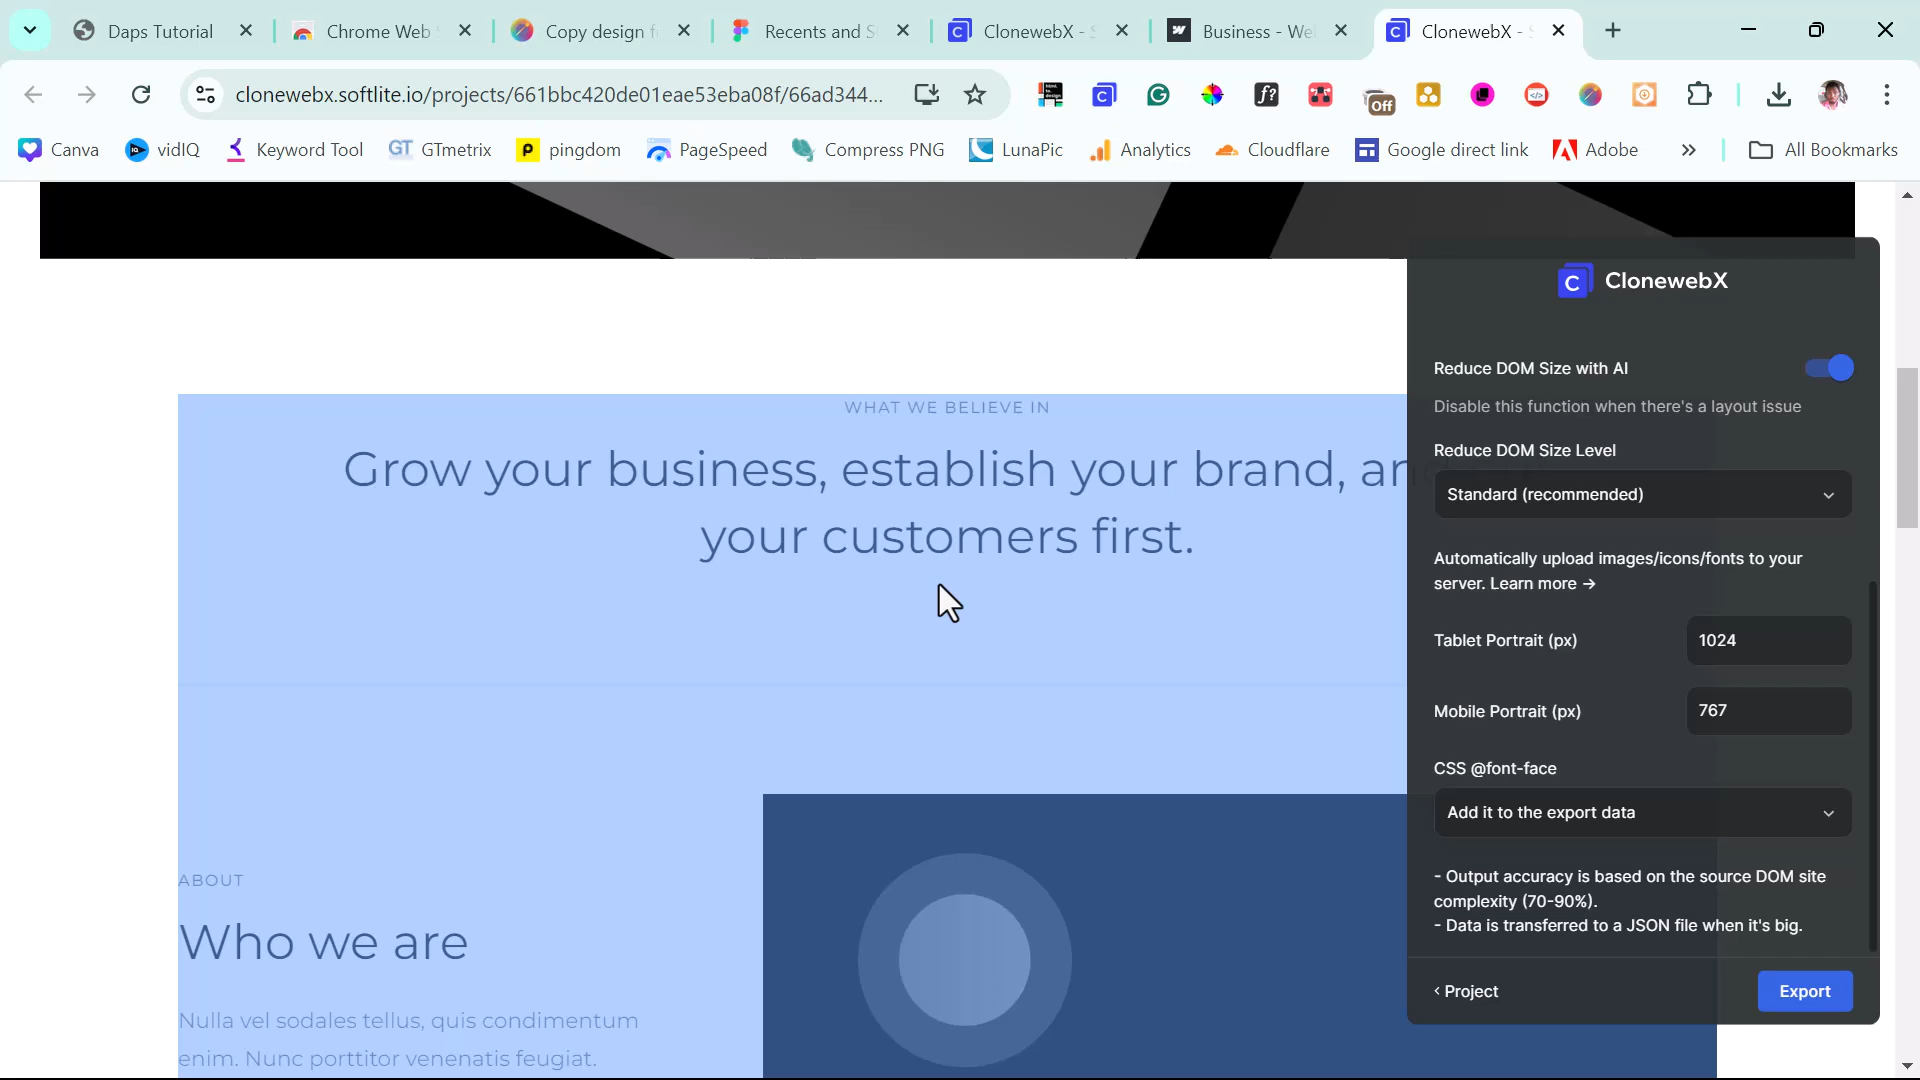 Daps Tutorial
Chrome Web
Copy design f
Recents and S
ClonewebX -
Business - We
ClonewebX -
clonewebx.softlite.io/projects/661bbc420de01eae53eba08f/66ad344...
Off
Canva
vidIQ
Keyword Tool
GT
GTmetrix
pingdom
PageSpeed
Compress PNG
LunaPic
Analytics
Cloudflare
Google direct link
Adobe
All Bookmarks
WHAT WE BELIEVE IN
Grow your business, establish your brand, and
your customers first.
ABOUT
Who we are
Nulla vel sodales tellus, quis condimentum
enim. Nunc porttitor venenatis feugiat.
ClonewebX
Reduce DOM Size with AI
Disable this function when there's a layout issue
Reduce DOM Size Level
Standard (recommended)
Automatically upload images/icons/fonts to your
server. Learn more →
Tablet Portrait (px)
1024
Mobile Portrait (px)
767
CSS @font-face
Add it to the export data
- Output accuracy is based on the source DOM site
complexity (70-90%).
- Data is transferred to a JSON file when it's big.
‹ Project
Export